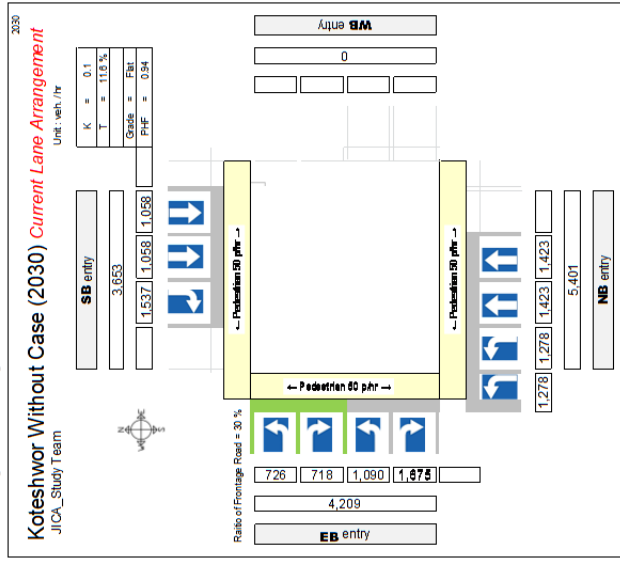 2030
Koteshwor Without Case (2030) Current Lane Arrangement
JICA_Study Team
Unit : veh. / hr
K = 0.1
T = 11.6 %
Grade = Flat
PHF = 0.94
N
E
S
W
SB entry
3,653
1,537 1,058 1,058
WB entry
0
← Pedestrian 50 p/hr →
← Pedestrian 50 p/hr →
← Pedestrian 60 p/hr →
Raitio of Frontage Road = 30 %
726
718
1,090
1,675
4,209
EB entry
1,278 1,278 1,423 1,423
5,401
NB entry